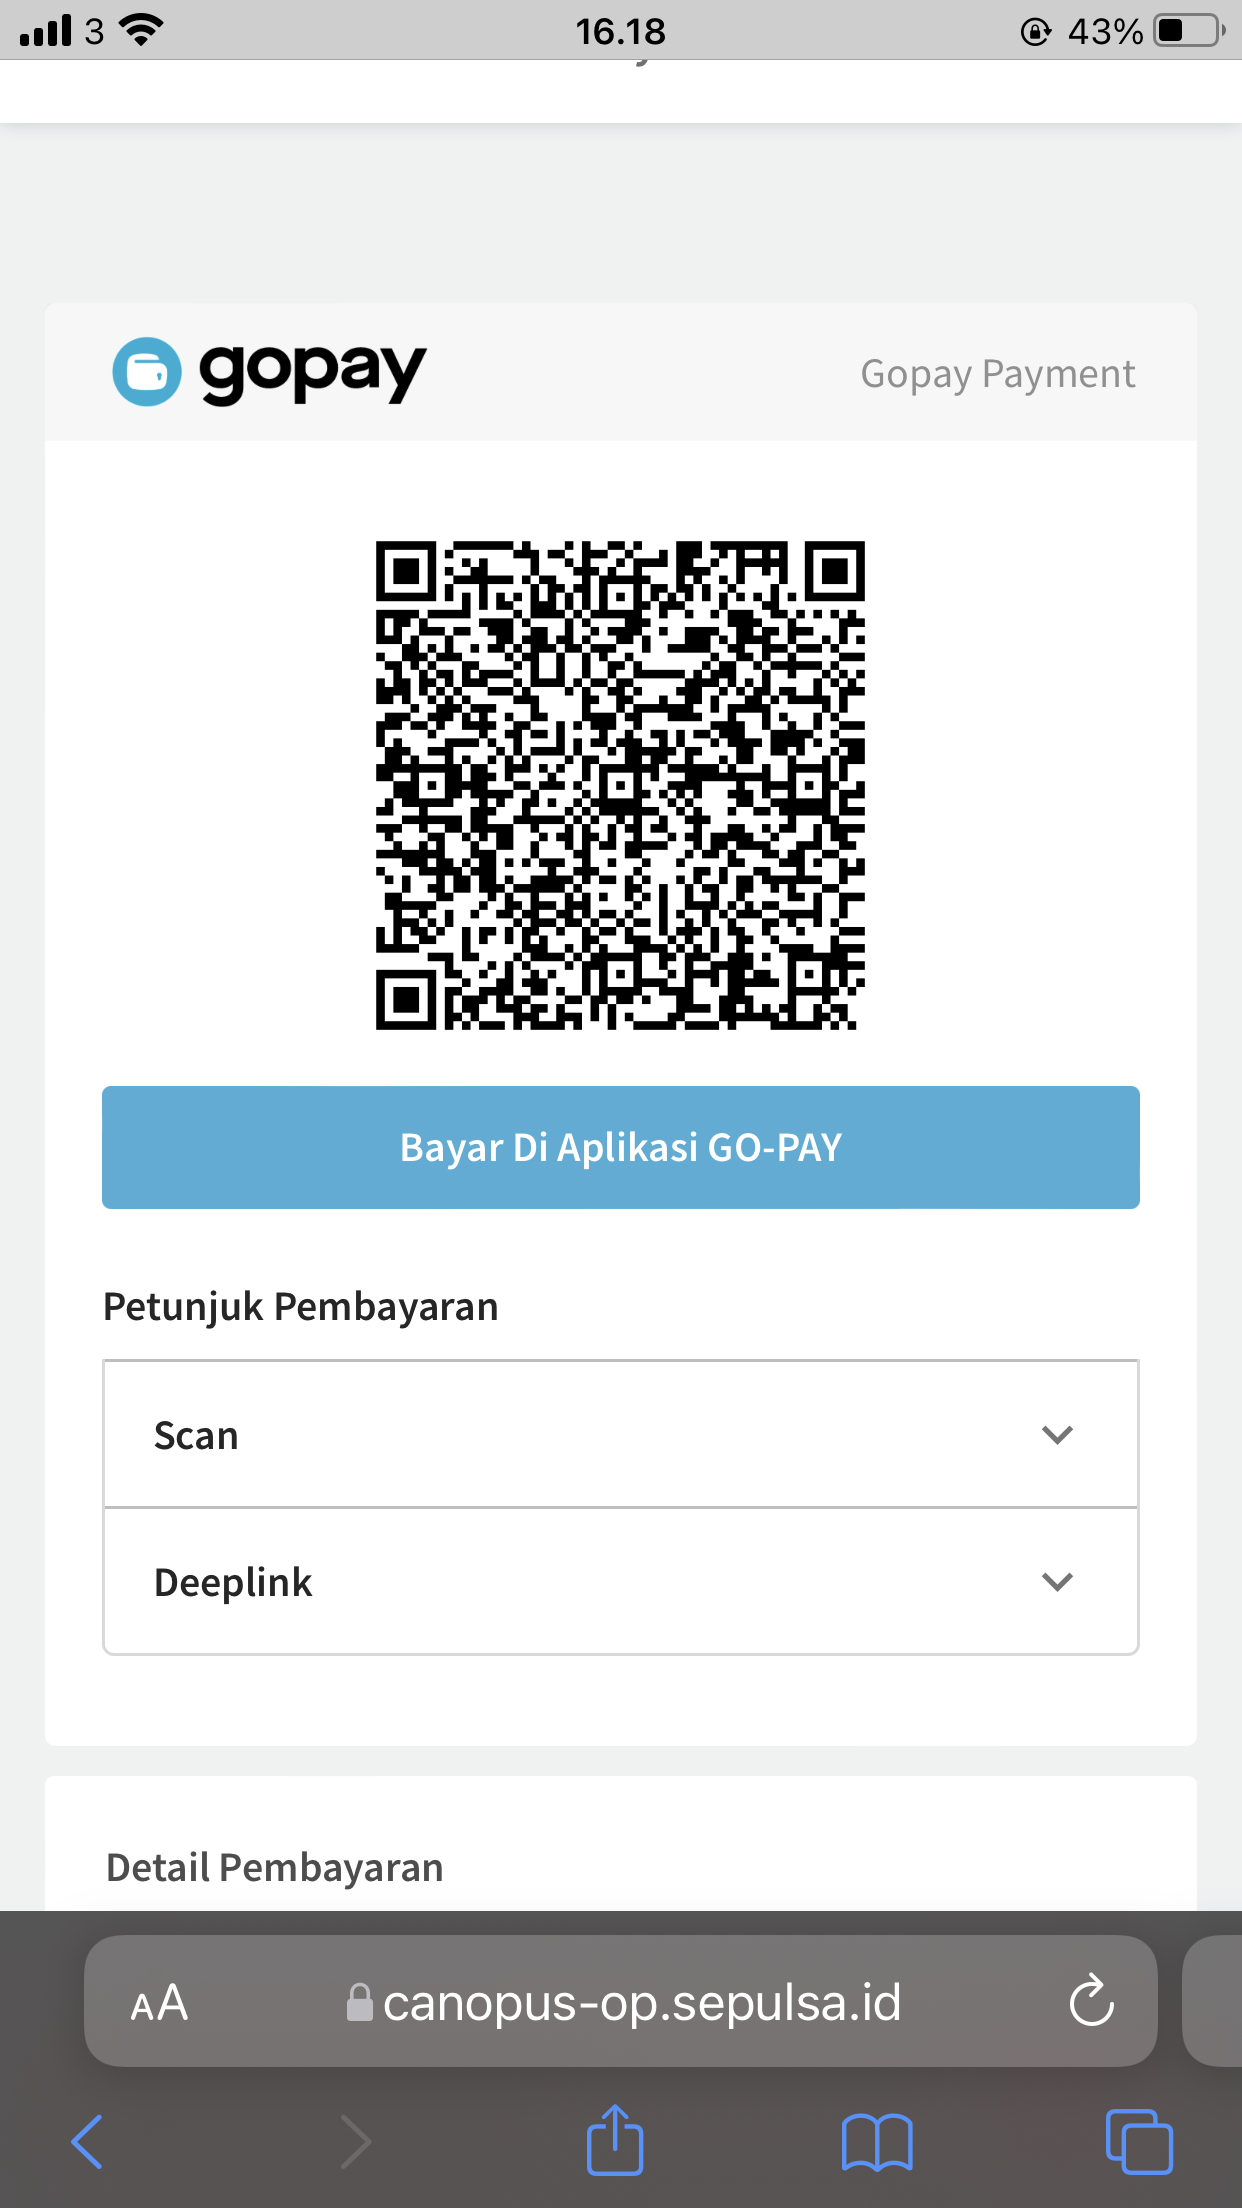 3
16.18
43%
gopay
Gopay Payment
Bayar Di Aplikasi GO-PAY
Petunjuk Pembayaran
Scan
Deeplink
Detail Pembayaran
AA
canopus-op.sepulsa.id